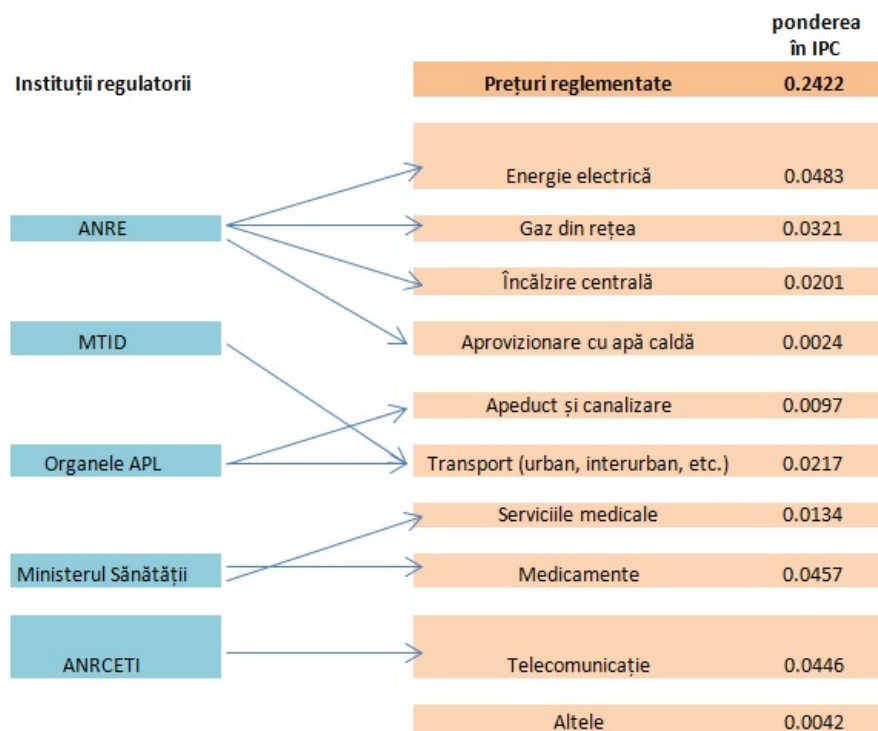 ponderea
în IPC
Instituții regulatorii Prețuri reglementate 0.2422
Energie electrică 0.0483
ANRE Gaz din rețea 0.0321
Încălzire centrală 0.0201
MTID Aprovizionare cu apă caldă 0.0024
Apeduct și canalizare 0.0097
Organele APL Transport (urban, interurban, etc.) 0.0217
Serviciile medicale 0.0134
Ministerul Sănătății Medicamente 0.0457
ANRCETI Telecomunicație 0.0446
Altele 0.0042